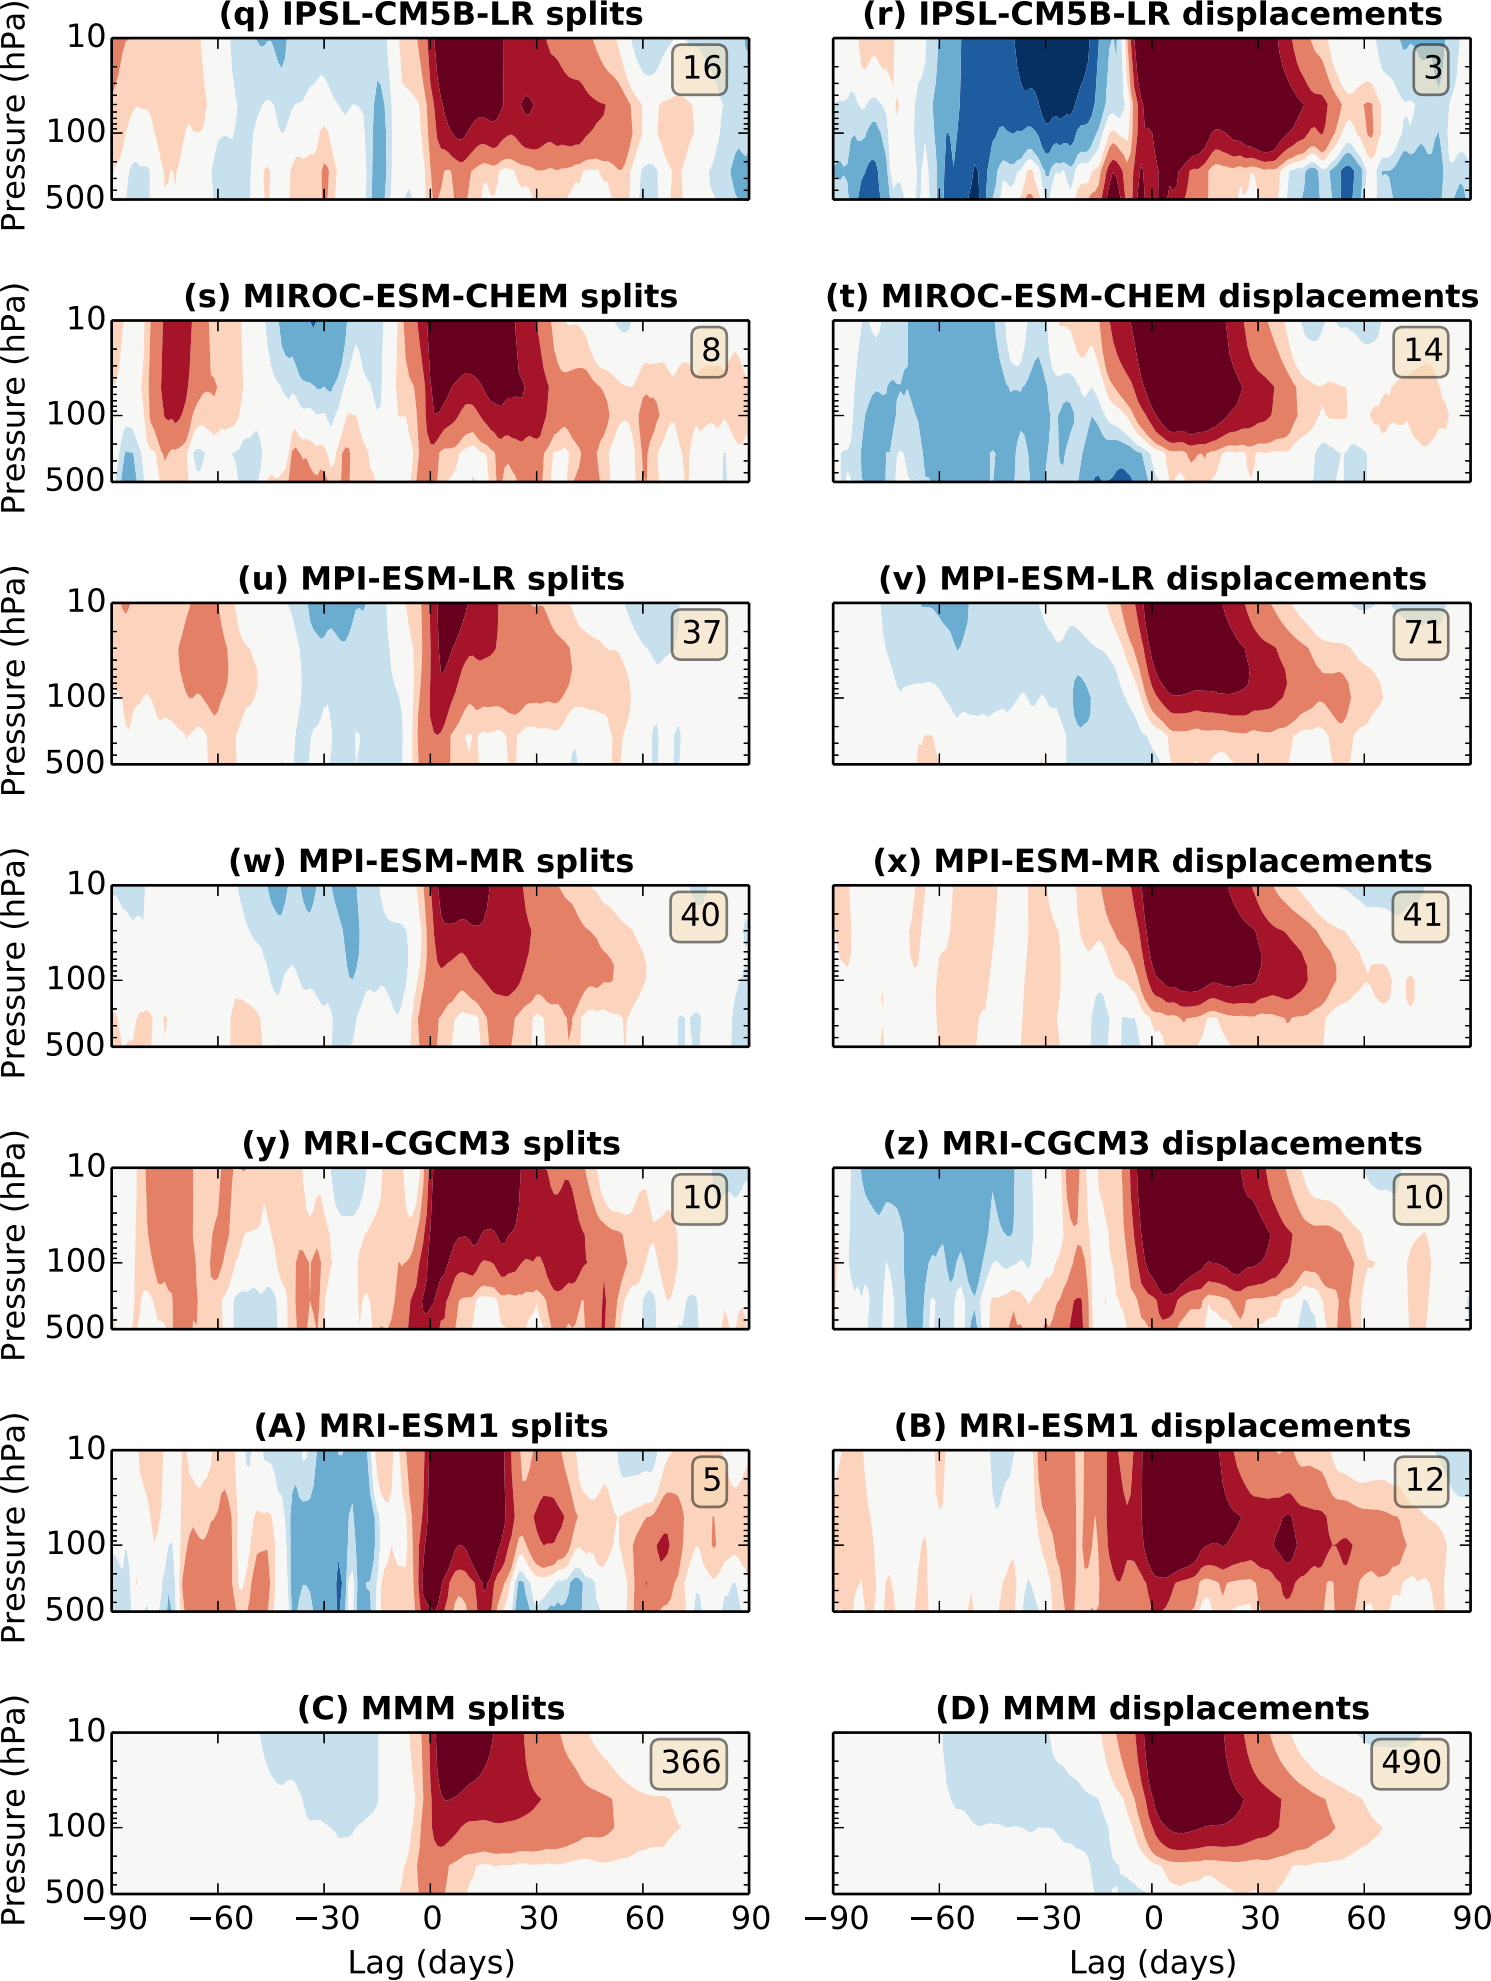 (q) IPSL-CM5B-LR splits
(r) IPSL-CM5B-LR displacements
Pressure (hPa)
10
100
500
16
3
(s) MIROC-ESM-CHEM splits
(t) MIROC-ESM-CHEM displacements
Pressure (hPa)
10
100
500
8
14
(u) MPI-ESM-LR splits
(v) MPI-ESM-LR displacements
Pressure (hPa)
10
100
500
37
71
(w) MPI-ESM-MR splits
(x) MPI-ESM-MR displacements
Pressure (hPa)
10
100
500
40
41
(y) MRI-CGCM3 splits
(z) MRI-CGCM3 displacements
Pressure (hPa)
10
100
500
10
10
(A) MRI-ESM1 splits
(B) MRI-ESM1 displacements
Pressure (hPa)
10
100
500
5
12
(C) MMM splits
(D) MMM displacements
Pressure (hPa)
10
100
500
366
490
−90 −60 −30 0 30 60 90
−90 −60 −30 0 30 60 90
Lag (days)
Lag (days)